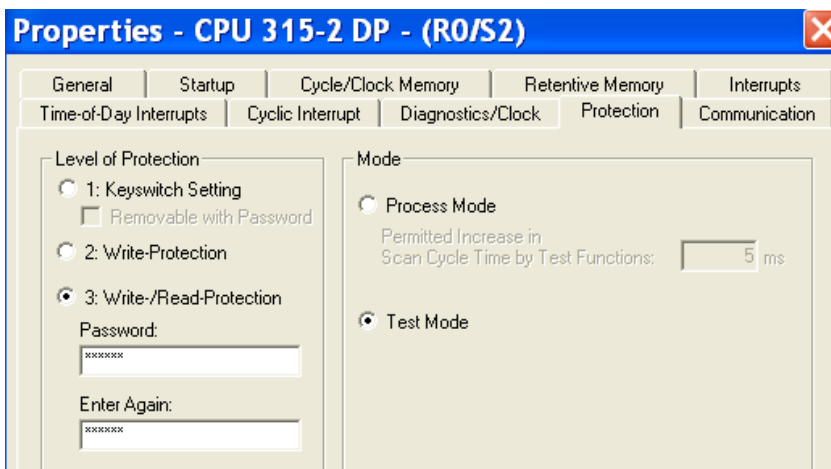 Properties - CPU 315-2 DP - (R0/S2)
General Startup Cycle/Clock Memory Retentive Memory Interrupts
Time-of-Day Interrupts Cyclic Interrupt Diagnostics/Clock Protection Communication
Level of Protection
1: Keyswitch Setting
Removable with Password
2: Write-Protection
3: Write-/Read-Protection
Password:
xxxxxx
Enter Again:
xxxxxx
Mode
Process Mode
Permitted Increase in
Scan Cycle Time by Test Functions: 5 ms
Test Mode